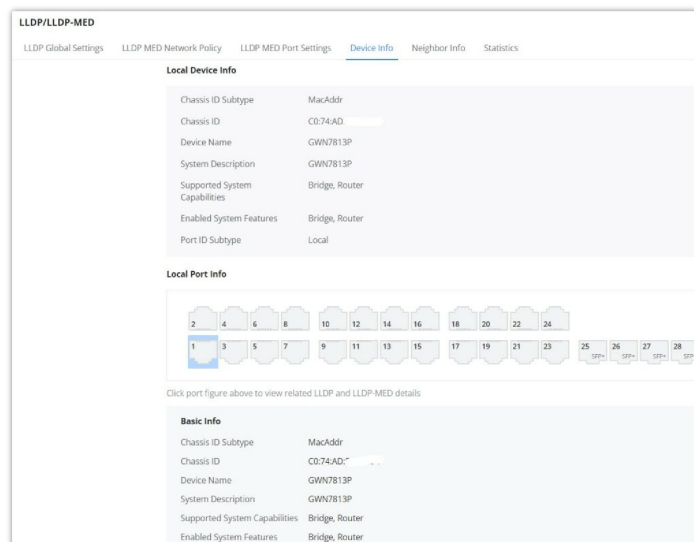 LLDP/LLDP-MED
LLDP Global Settings LLDP MED Network Policy LLDP MED Port Settings Device Info Neighbor Info Statistics
Local Device Info
Chassis ID Subtype MacAddr
Chassis ID C0:74:AD
Device Name GWN7813P
System Description GWN7813P
Supported System Bridge, Router
Capabilities
Enabled System Features Bridge, Router
Port ID Subtype Local
Local Port Info
2 4 6 8 10 12 14 16 18 20 22 24
1 3 5 7 9 11 13 15 17 19 21 23 25 26 27 28
SFP+ SFP+ SFP+ SFP
Click port figure above to view related LLDP and LLDP-MED details
Basic Info
Chassis ID Subtype MacAddr
Chassis ID C0:74:AD:
Device Name GWN7813P
System Description GWN7813P
Supported System Capabilities Bridge, Router
Enabled System Features Bridge, Router